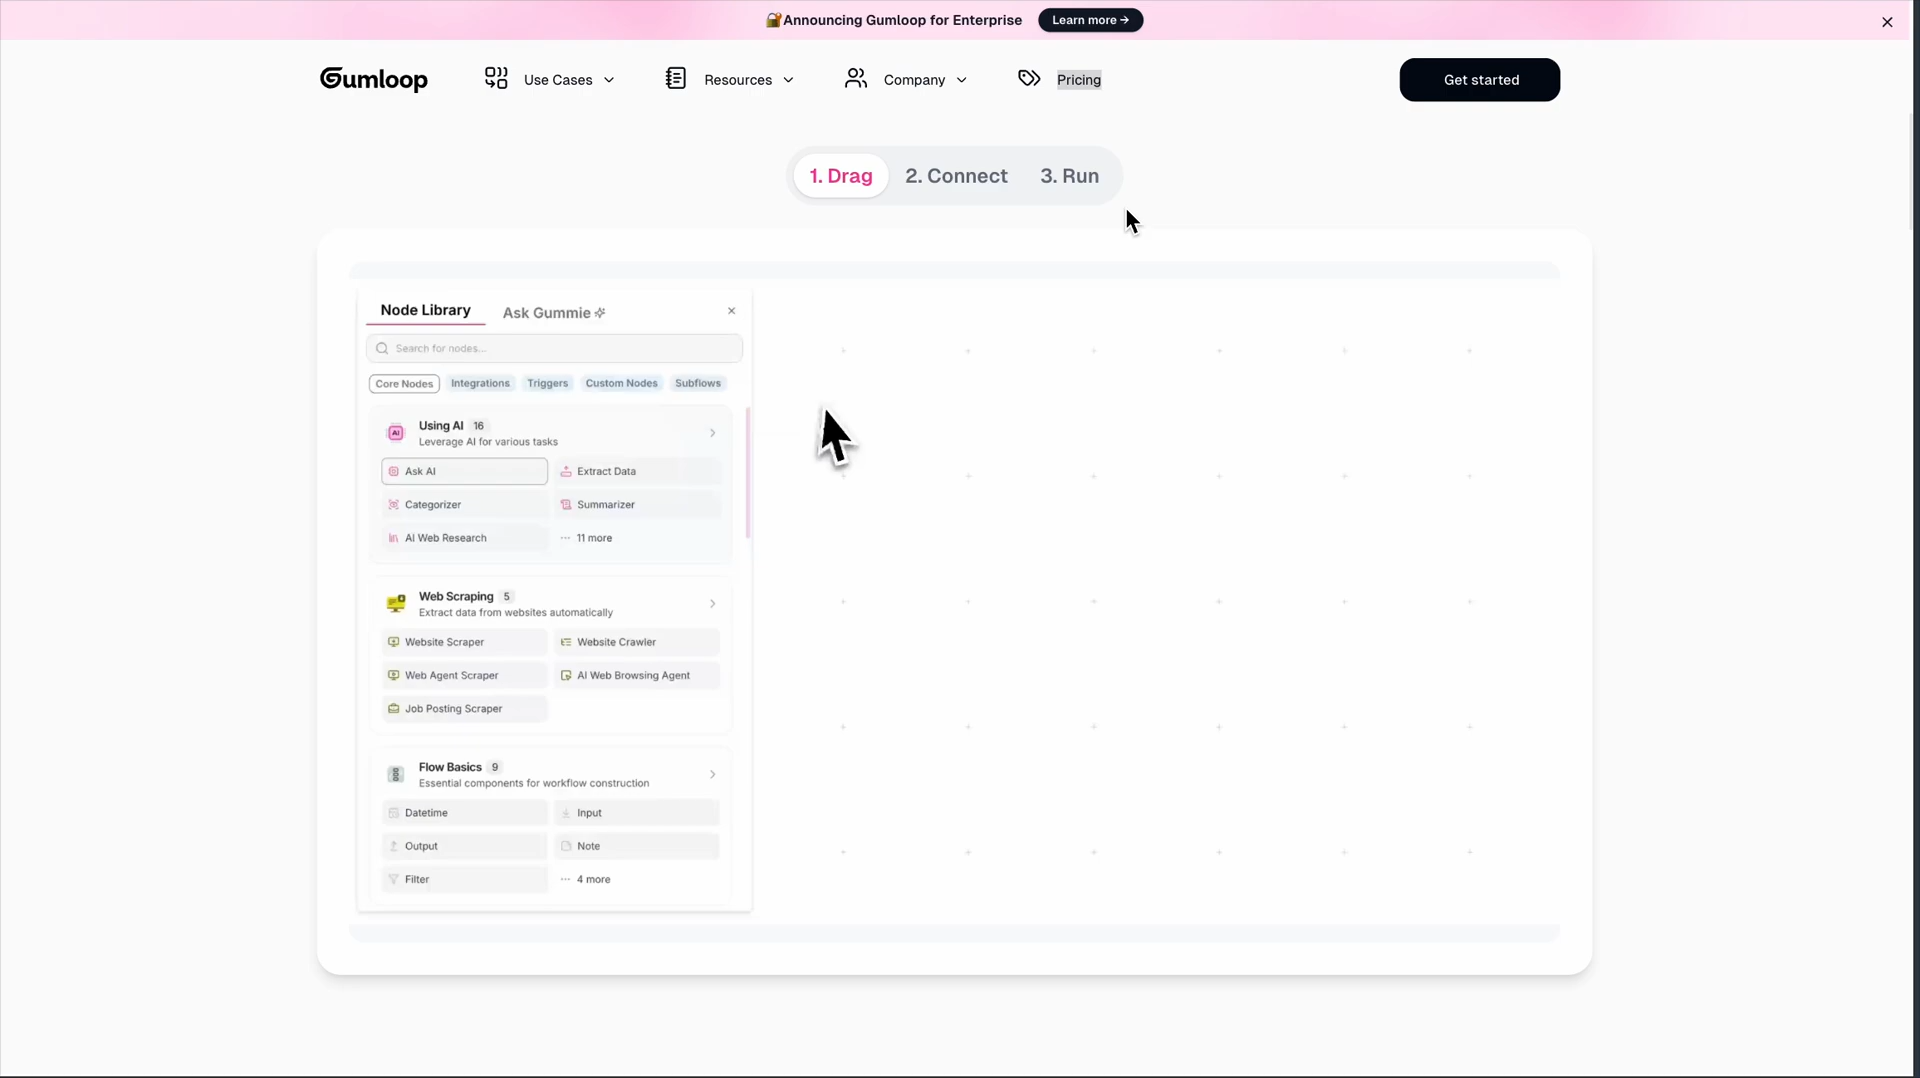 🔐Announcing Gumloop for Enterprise Learn more →
Gumloop Use Cases Resources Company Pricing Get started
1. Drag 2. Connect 3. Run
Node Library Ask Gummie
Search for nodes...
Core Nodes Integrations Triggers Custom Nodes Subflows
AI Using AI 16
Leverage AI for various tasks
Ask AI Extract Data
Categorizer Summarizer
AI Web Research ··· 11 more
Web Scraping 5
Extract data from websites automatically
Website Scraper Website Crawler
Web Agent Scraper AI Web Browsing Agent
Job Posting Scraper
Flow Basics 9
Essential components for workflow construction
Datetime Input
Output Note
Filter ··· 4 more